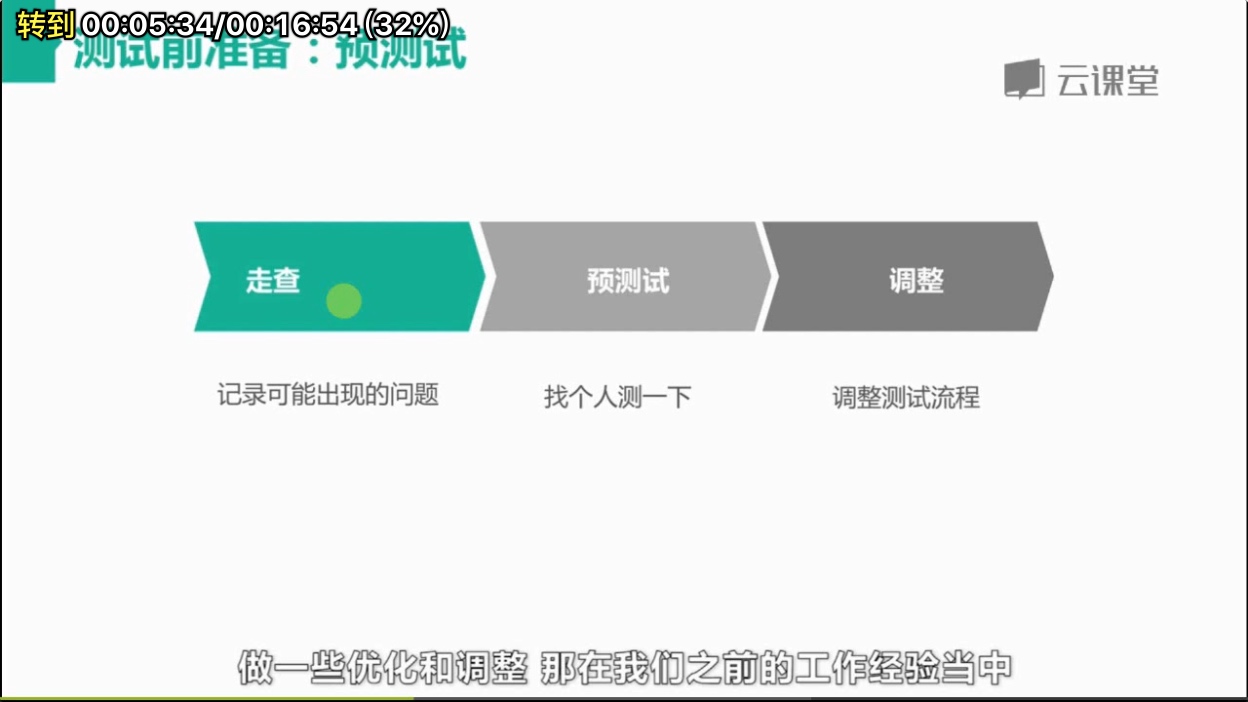 转到 00:05:34/00:16:54 (32%)
测试前准备：预测试
云课堂
走查
预测试
调整
记录可能出现的问题
找个人测一下
调整测试流程
做一些优化和调整 那在我们之前的工作经验当中